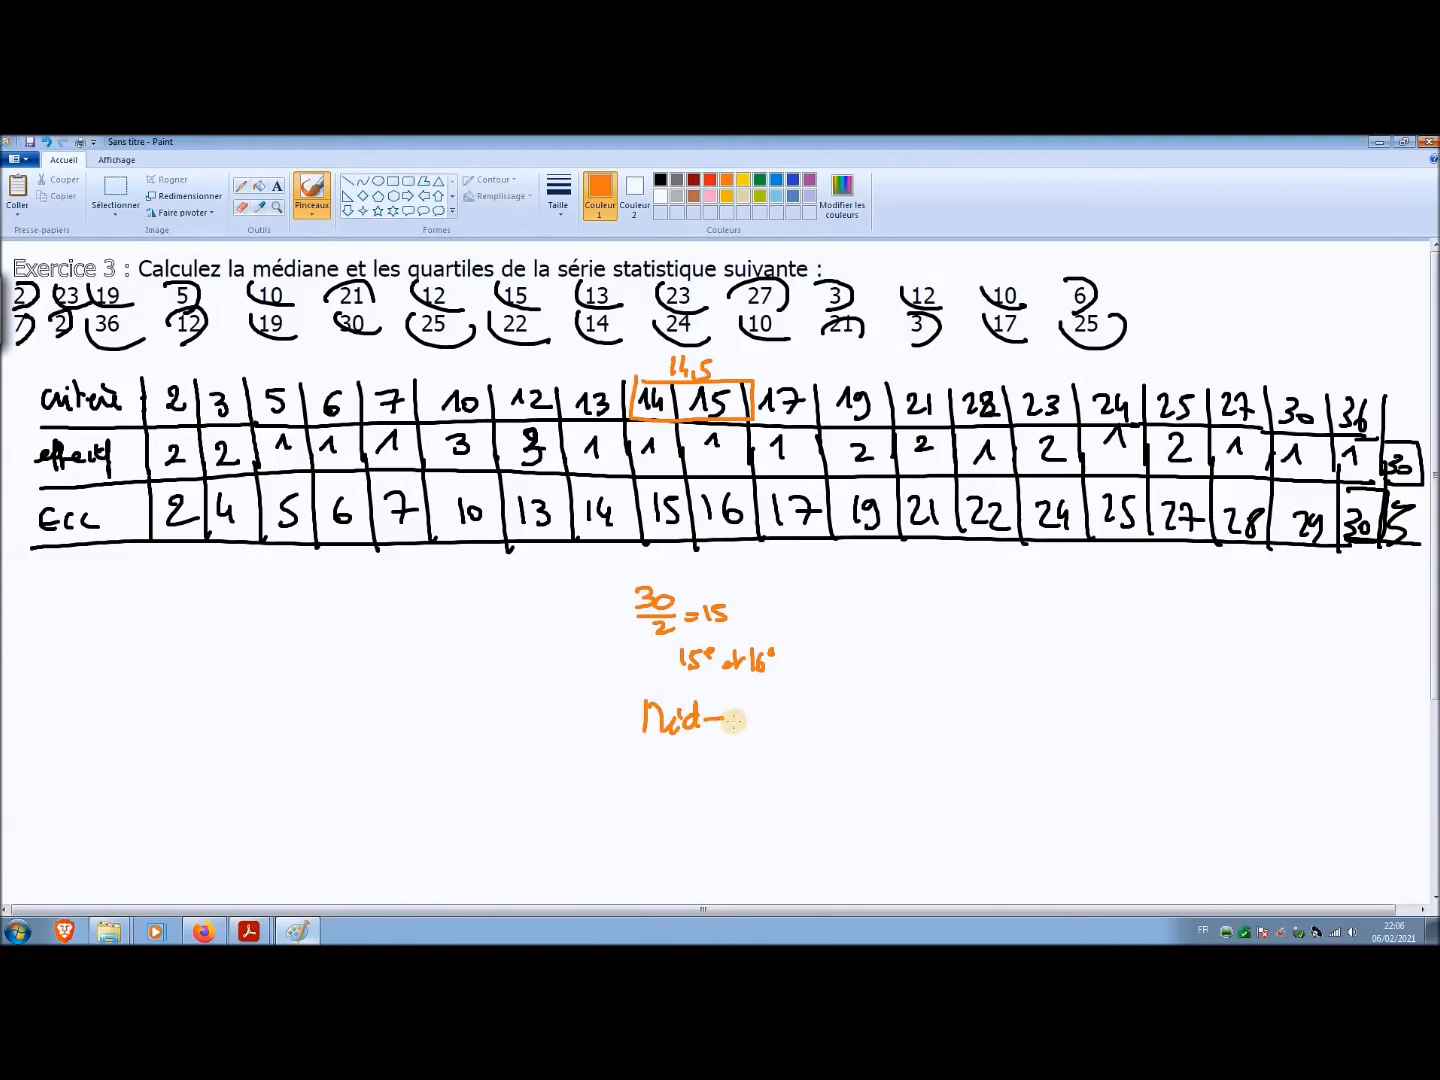 Sans titre - Paint
Accueil Affichage
Coller
Couper
Copier
Presse-papiers
Sélectionner
Rogner
Redimensionner
Faire pivoter
Image
Outils
Pinceaux
Contour
Remplissage
Formes
Taille
Couleur 1
Couleur 2
Modifier les couleurs
Couleurs
Exercice 3 : Calculez la médiane et les quartiles de la série statistique suivante :
2 23 19 5 10 21 12 15 13 23 27 3 12 10 6
7 2 36 12 19 30 25 22 14 24 10 21 3 17 25
14,5
critère 2 3 5 6 7 10 12 13 14 15 17 19 21 22 23 24 25 27 30 36
effectif 2 2 1 1 1 3 3 1 1 1 1 2 2 1 2 1 2 1 1 1 30
ECC 2 4 5 6 7 10 13 14 15 16 17 19 21 22 24 25 27 28 29 30
30/2 = 15
15e et 16e
Méd
FR
22:06
06/02/2021